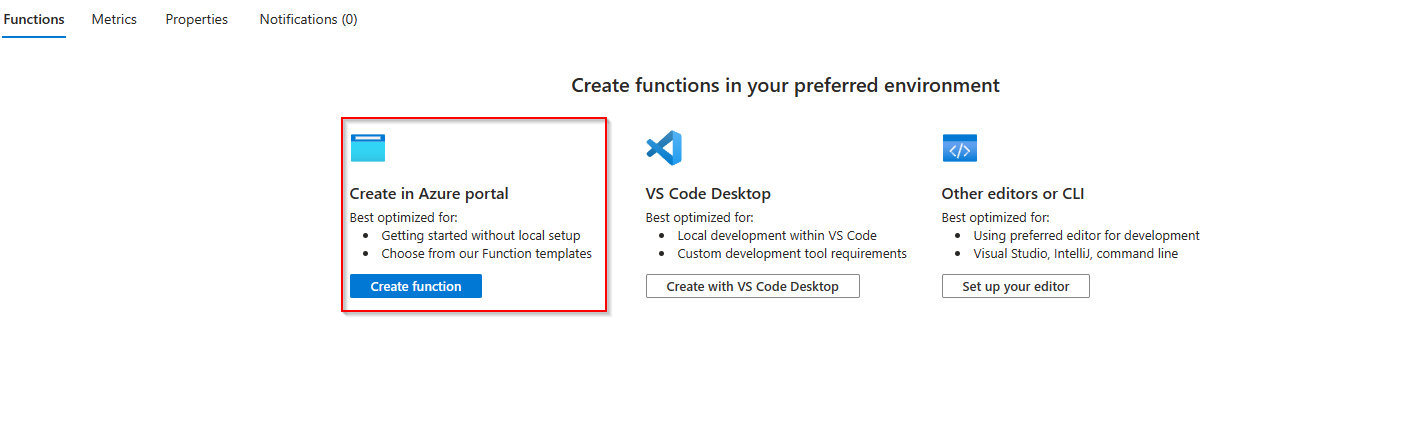 Functions Metrics Properties Notifications (0)
Create functions in your preferred environment
Create in Azure portal
Best optimized for:
• Getting started without local setup
• Choose from our Function templates
Create function
VS Code Desktop
Best optimized for:
• Local development within VS Code
• Custom development tool requirements
Create with VS Code Desktop
Other editors or CLI
Best optimized for:
• Using preferred editor for development
• Visual Studio, IntelliJ, command line
Set up your editor